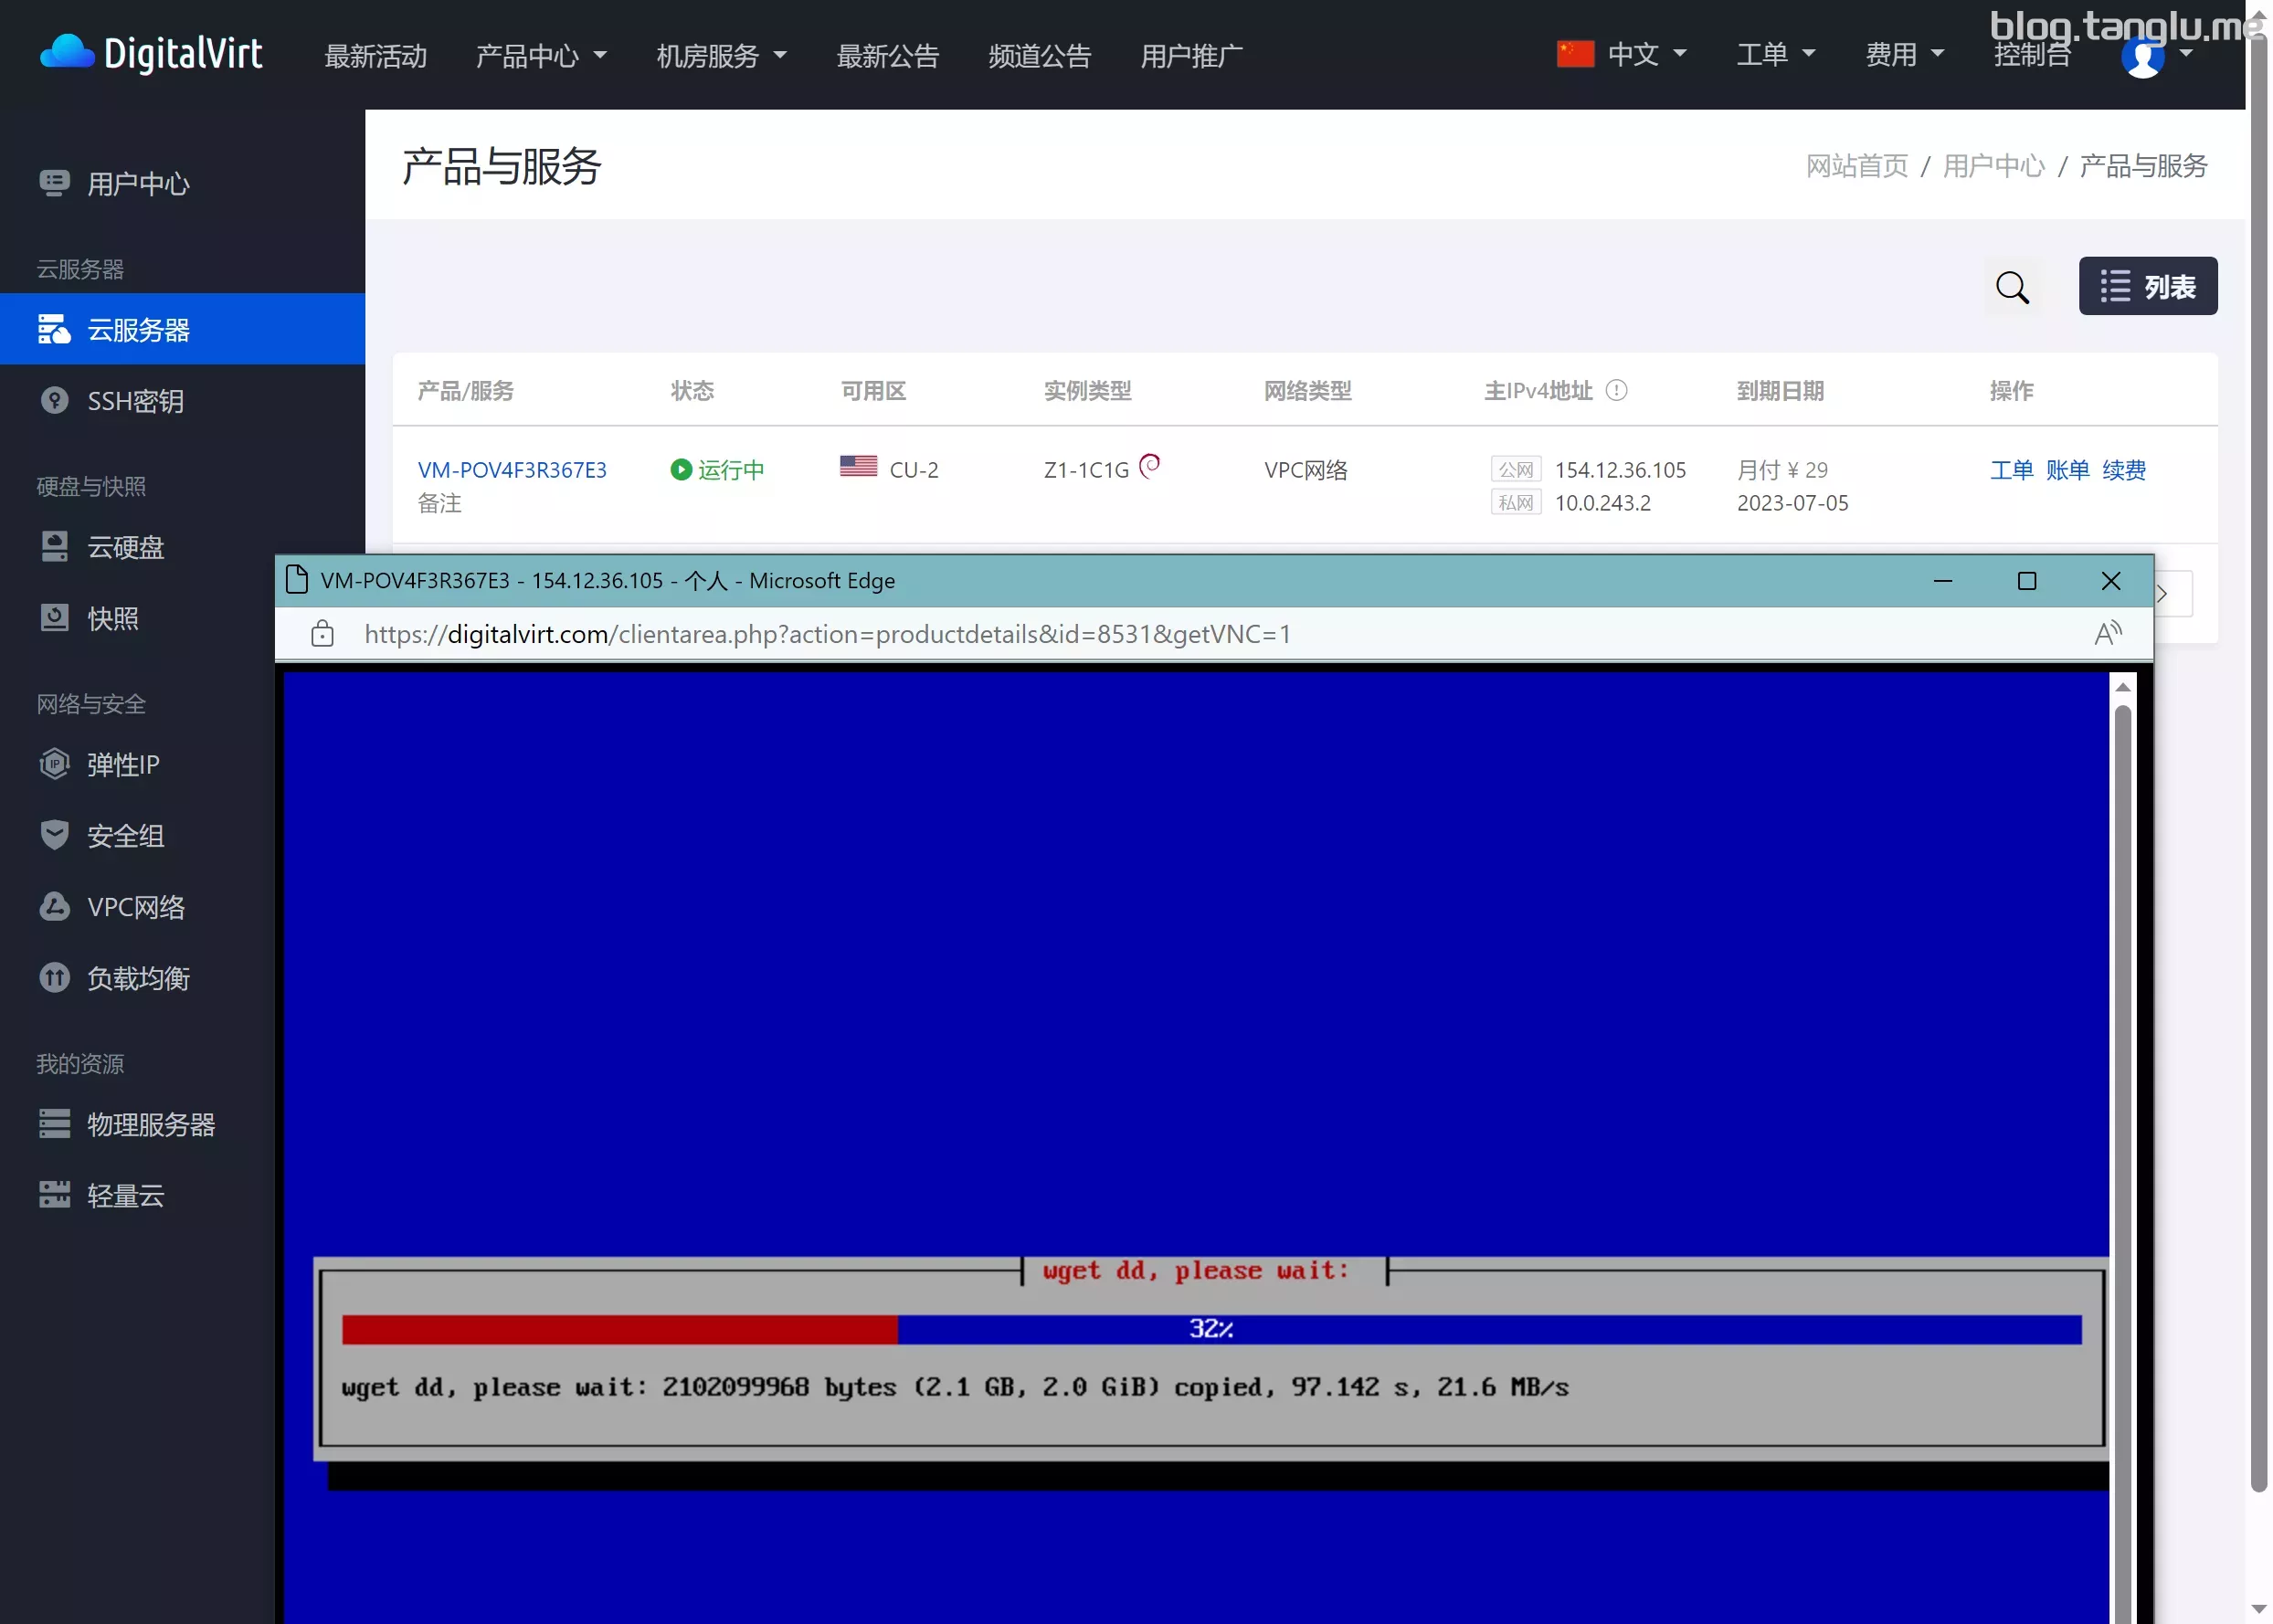 blog.tanglu.me
DigitalVirt
最新活动 产品中心 机房服务 最新公告 频道公告 用户推广 中文 工单 费用 控制台
用户中心
云服务器
云服务器
SSH密钥
硬盘与快照
云硬盘
快照
网络与安全
弹性IP
安全组
VPC网络
负载均衡
我的资源
物理服务器
轻量云
产品与服务
网站首页 / 用户中心 / 产品与服务
列表
产品/服务 状态 可用区 实例类型 网络类型 主IPv4地址 到期日期 操作
VM-POV4F3R367E3 运行中 CU-2 Z1-1C1G VPC网络 公网 154.12.36.105 月付 ¥ 29 工单 账单 续费
备注 私网 10.0.243.2 2023-07-05
VM-POV4F3R367E3 - 154.12.36.105 - 个人 - Microsoft Edge
https://digitalvirt.com/clientarea.php?action=productdetails&id=8531&getVNC=1
wget dd, please wait:
32%
wget dd, please wait: 2102099968 bytes (2.1 GB, 2.0 GiB) copied, 97.142 s, 21.6 MB/s